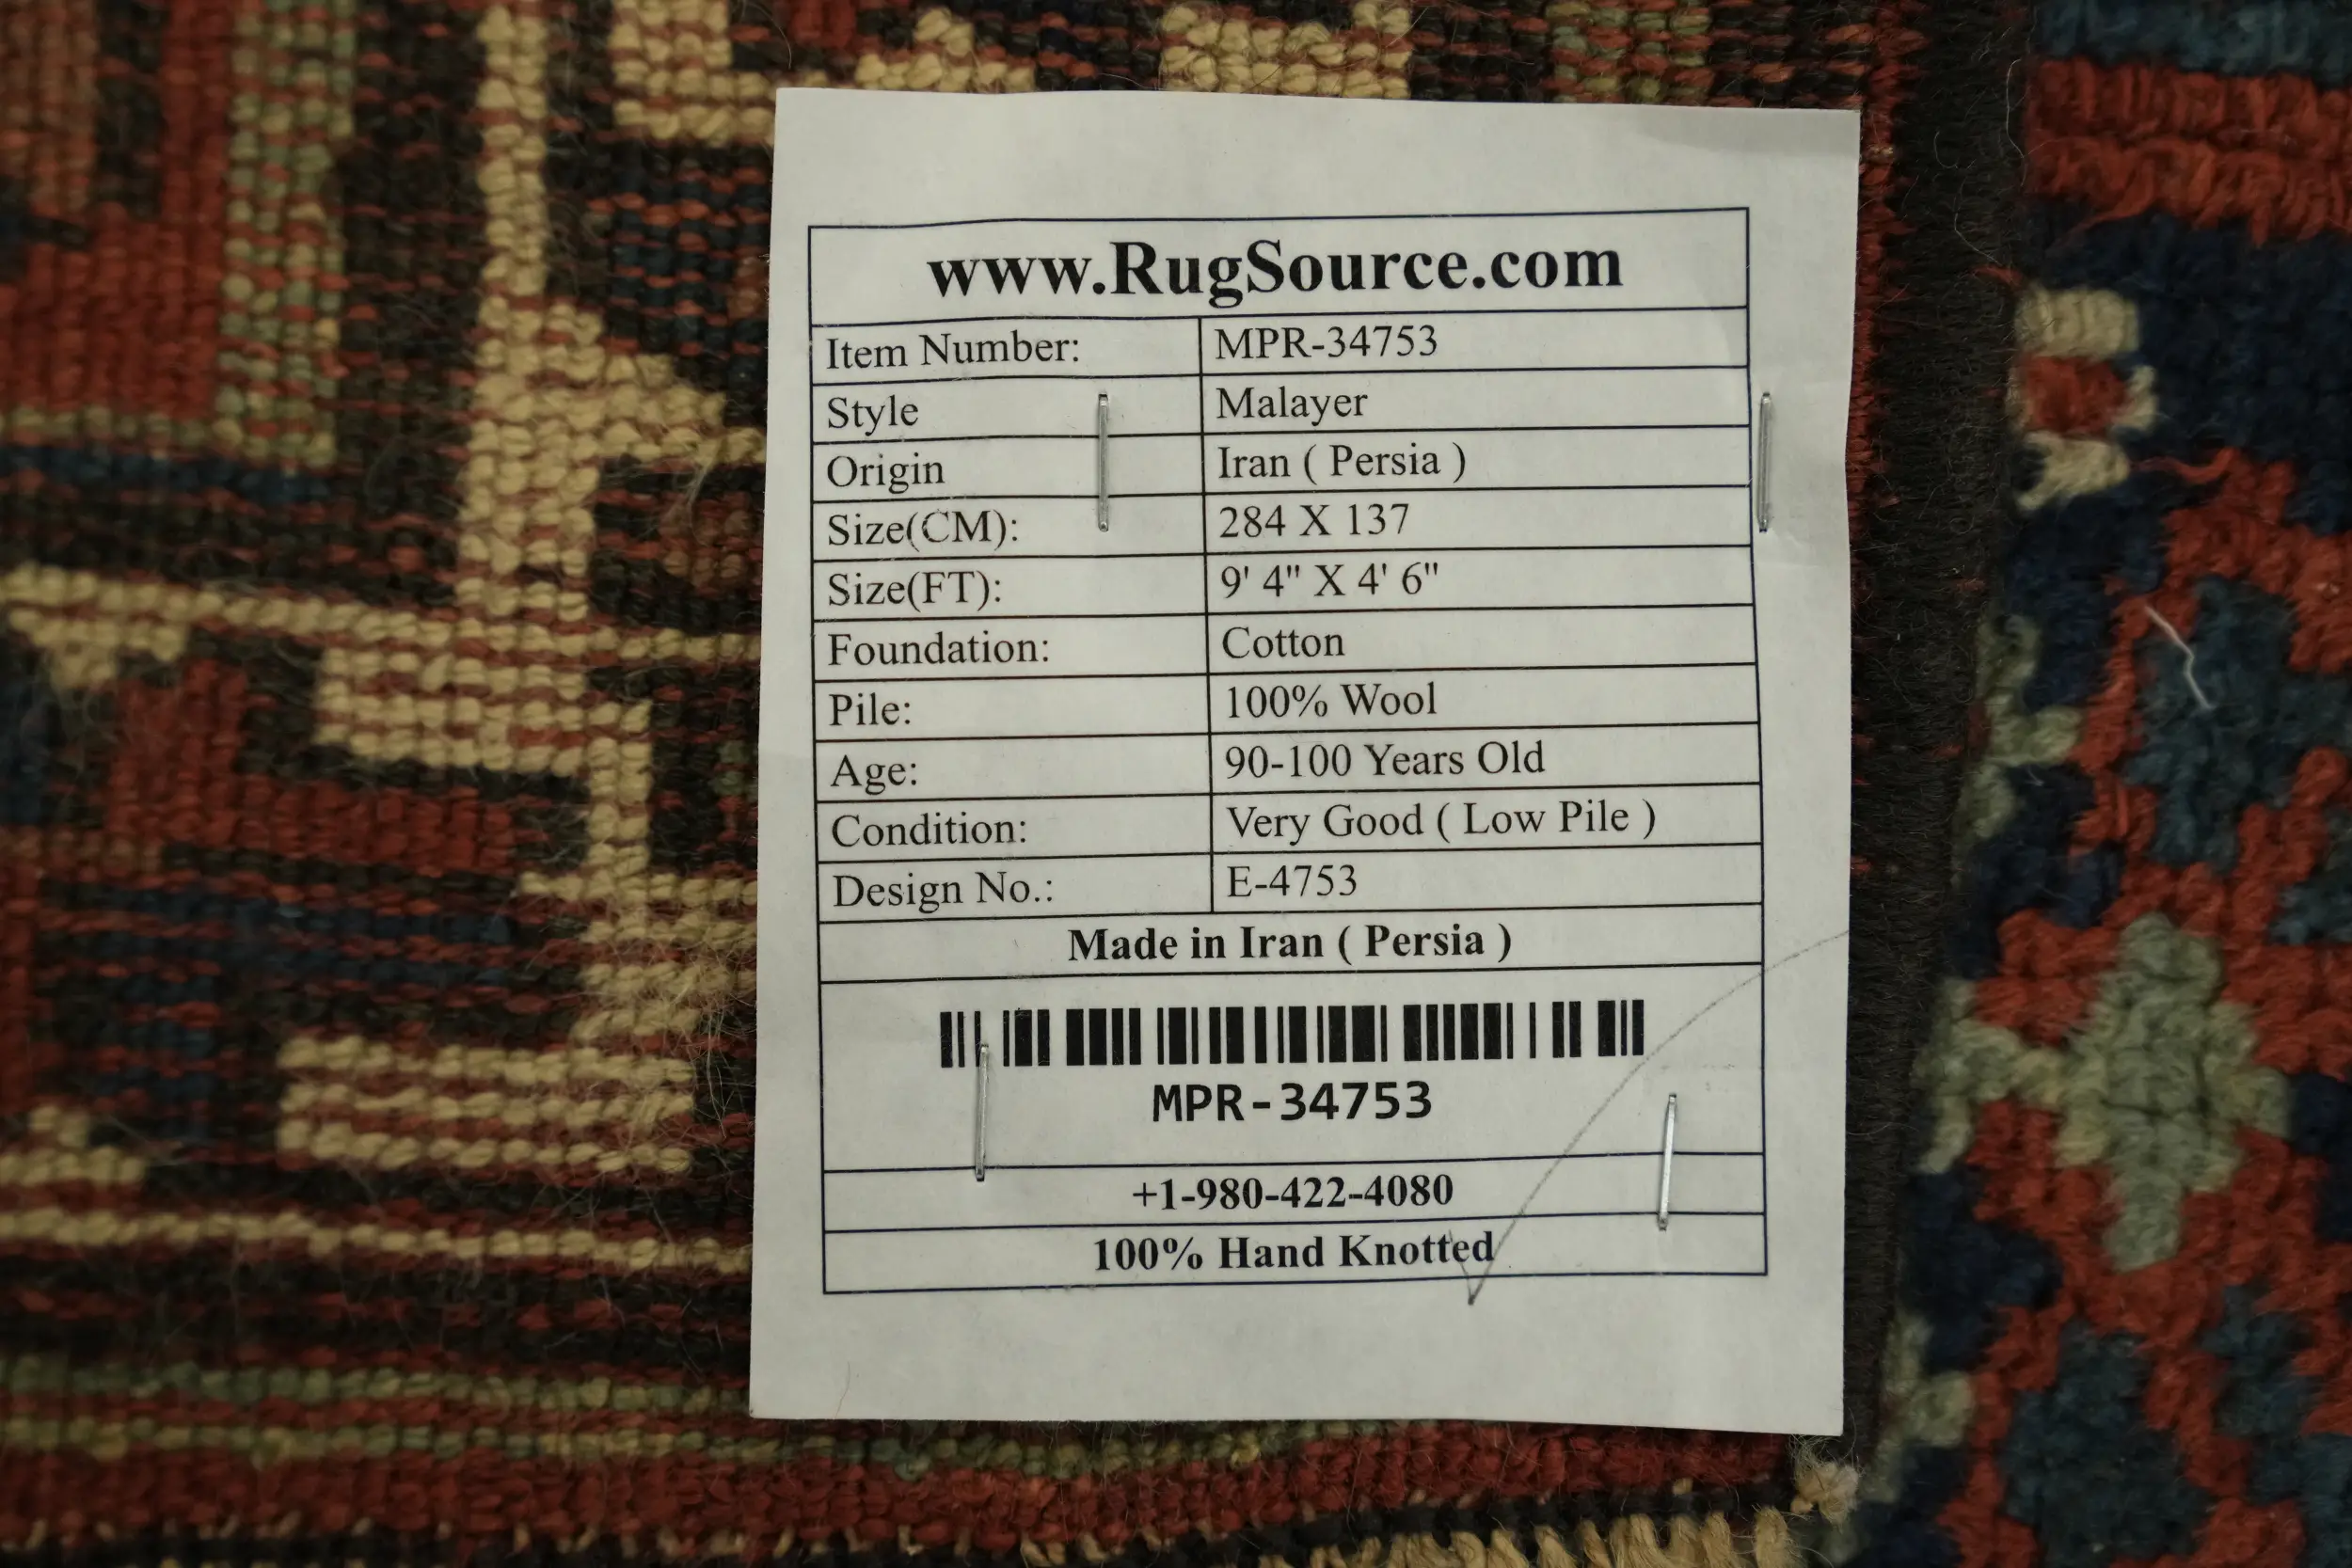 www.RugSource.com
Item Number: MPR-34753
Style Malayer
Origin Iran ( Persia )
Size(CM): 284 X 137
Size(FT): 9' 4" X 4' 6"
Foundation: Cotton
Pile: 100% Wool
Age: 90-100 Years Old
Condition: Very Good ( Low Pile )
Design No.: E-4753
Made in Iran ( Persia )
MPR-34753
+1-980-422-4080
100% Hand Knotted